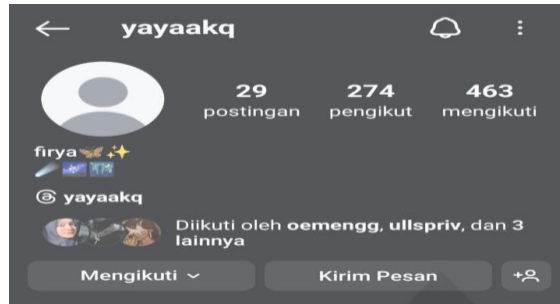 yayaakq
29 274 463
postingan pengikut mengikuti
firya🦋✨
☄️🌌🌃
yayaakq
Diikuti oleh oemengg, ullspriv, dan 3
lainnya
Mengikuti Kirim Pesan